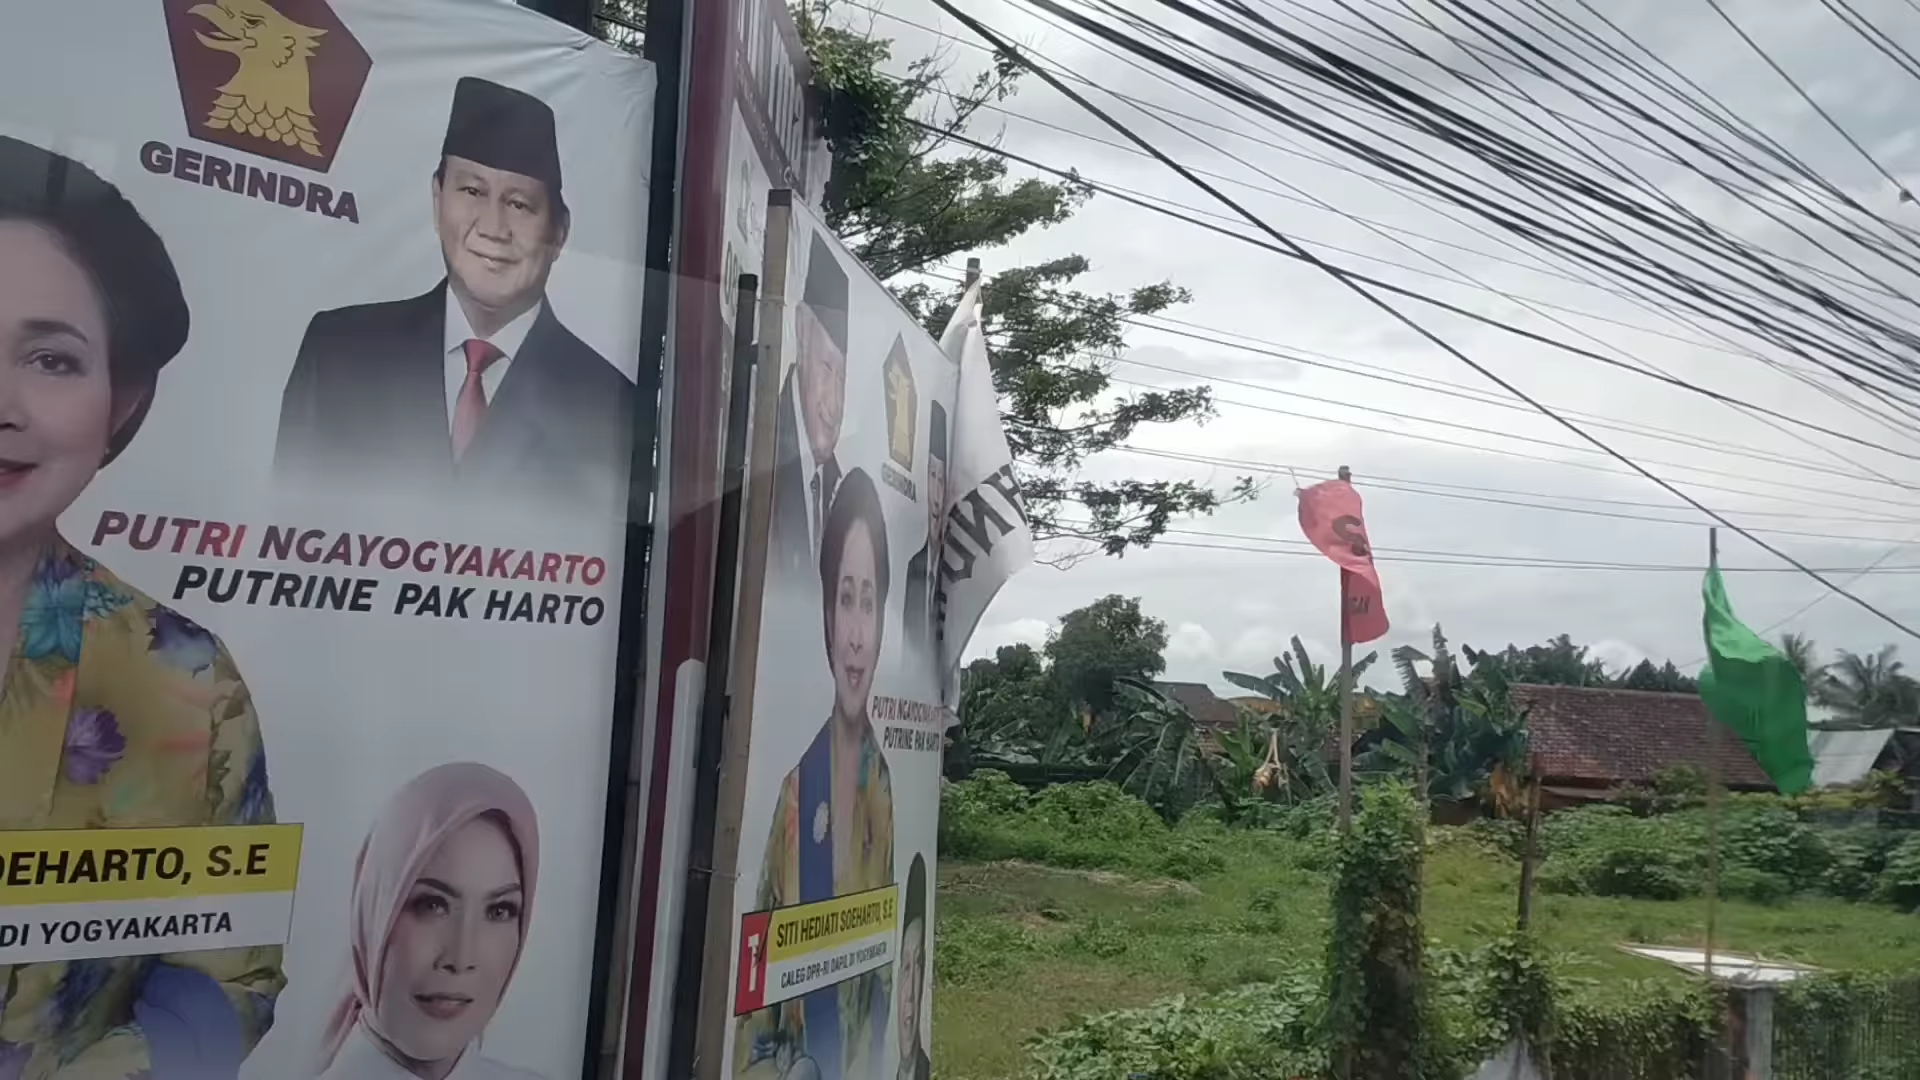 GERINDRA
PUTRI NGAYOGYAKARTO
PUTRINE PAK HARTO
OEHARTO, S.E
DI YOGYAKARTA
GERINDRA
PUTRI NGAYOGYAKARTO
PUTRINE PAK HARTO
1
SITI HEDIATI SOEHARTO, S.E
CALEG DPR-RI DAPIL DI YOGYAKARTA